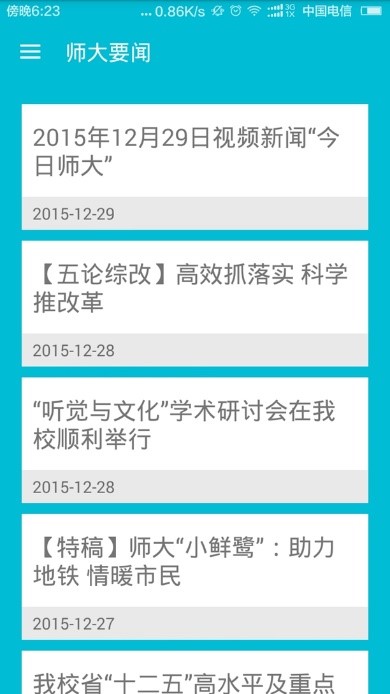 傍晚6:23
... 0.86K/s 3G 1X 中国电信
师大要闻
2015年12月29日视频新闻“今
日师大”
2015-12-29
【五论综改】高效抓落实 科学
推改革
2015-12-28
“听觉与文化”学术研讨会在我
校顺利举行
2015-12-28
【特稿】师大“小鲜鹭”：助力
地铁 情暖市民
2015-12-27
我校省“十二五”高水平及重点